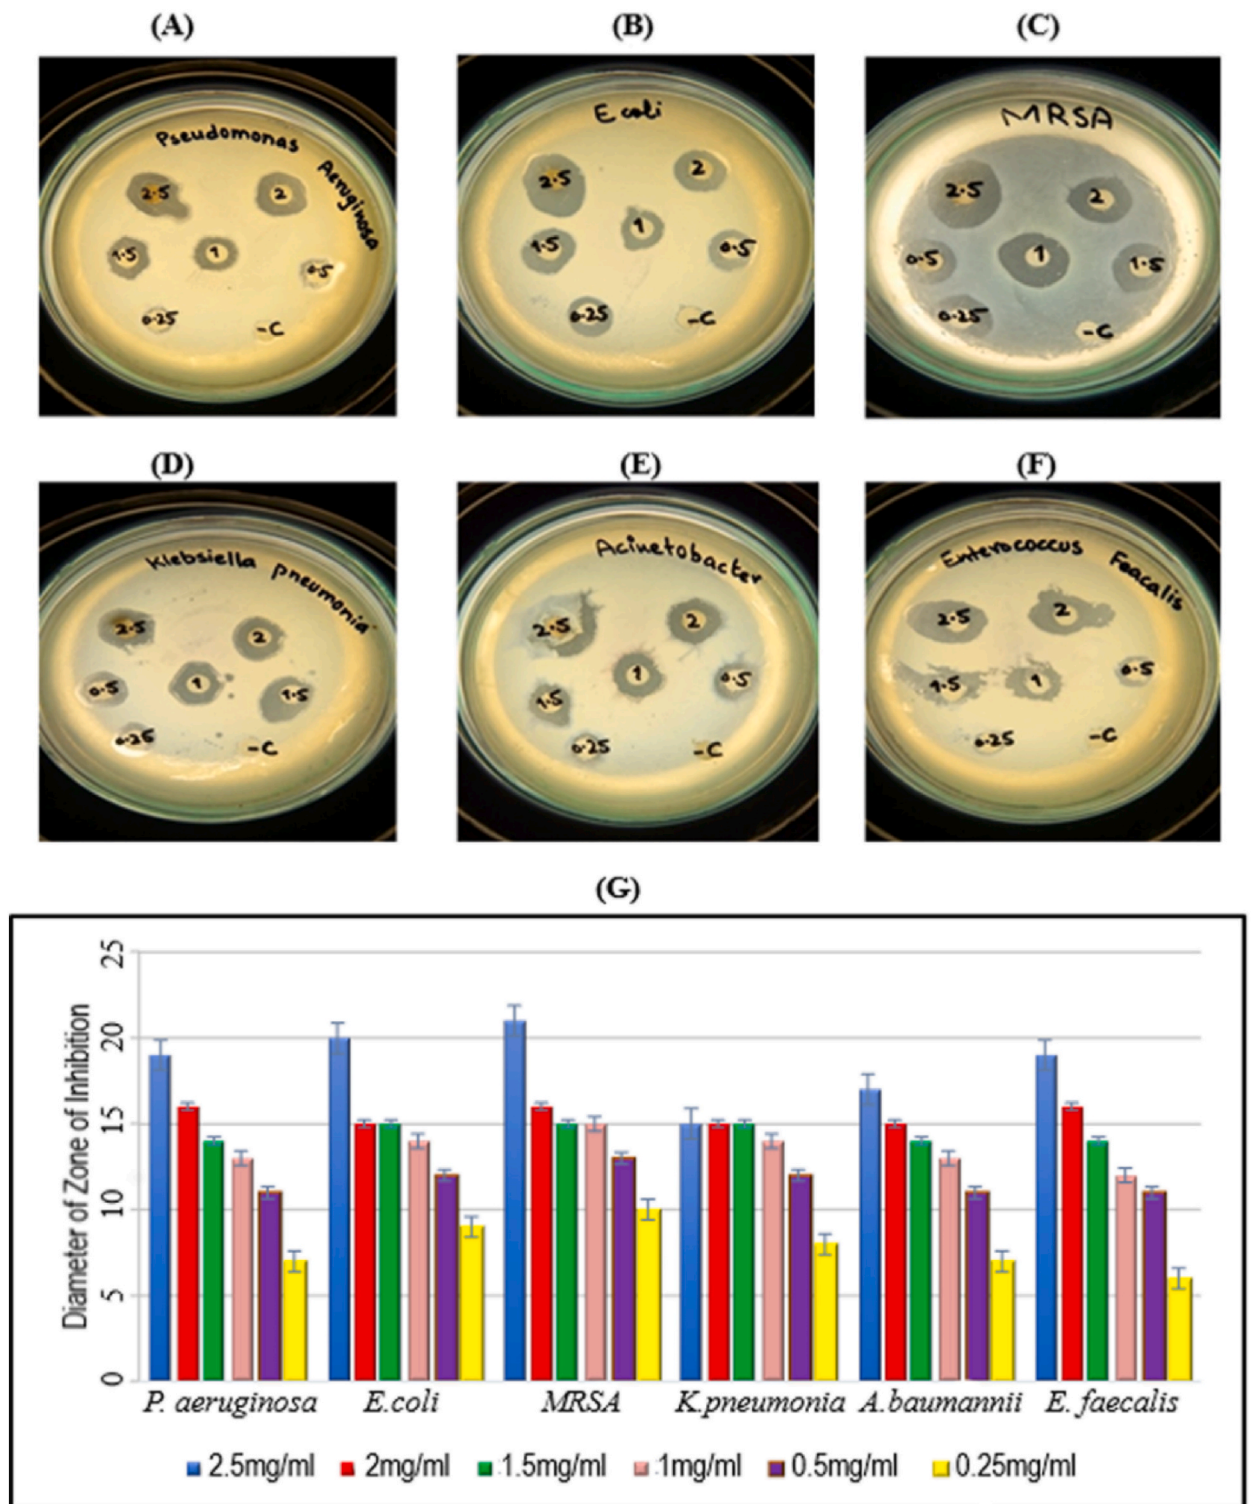 (A) (B) (C)
Pseudomonas Aeruginosa
2.5 2
1.5 1 0.5
0.25 -C
E coli
2.5 2
1
1.5 0.5
0.25 -C
MRSA
2.5 2
0.5 1 1.5
0.25 -C
(D) (E) (F)
Klebsiella pneumonia
2.5 2
0.5 1 1.5
0.25 -C
Acinetobacter
2.5 2
1 0.5
1.5
0.25 -C
Enterococcus Feacalis
2.5 2
1.5 1 0.5
0.25 -C
(G)
Diameter of Zone of Inhibition
25
20
15
10
5
0
P. aeruginosa E.coli MRSA K.pneumonia A.baumannii E. faecalis
2.5mg/ml 2mg/ml 1.5mg/ml 1mg/ml 0.5mg/ml 0.25mg/ml